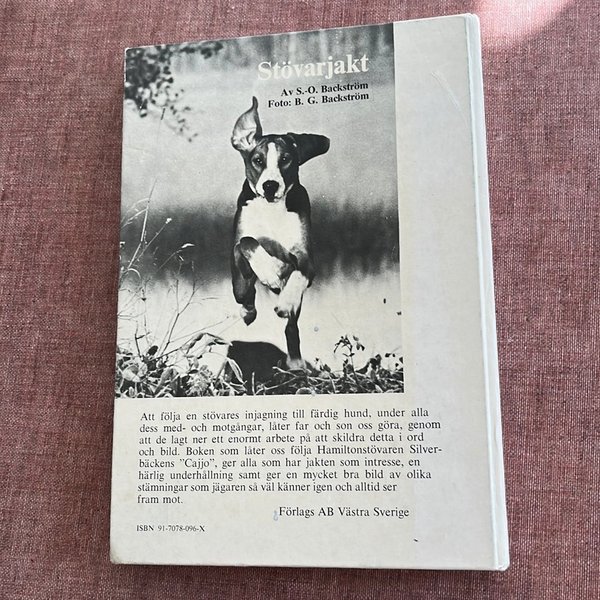 Stövarjakt
Av S.-O. Backström
Foto: B. G. Backström
Att följa en stövares injagning till färdig hund, under alla
dess med- och motgångar, låter far och son oss göra, genom
att de lagt ner ett enormt arbete på att skildra detta i ord
och bild. Boken som låter oss följa Hamiltonstövaren Silver-
bäckens "Cajjo", ger alla som har jakten som intresse, en
härlig underhållning samt ger en mycket bra bild av olika
stämningar som jägaren så väl känner igen och alltid ser
fram mot.
Förlags AB Västra Sverige
ISBN 91-7078-096-X